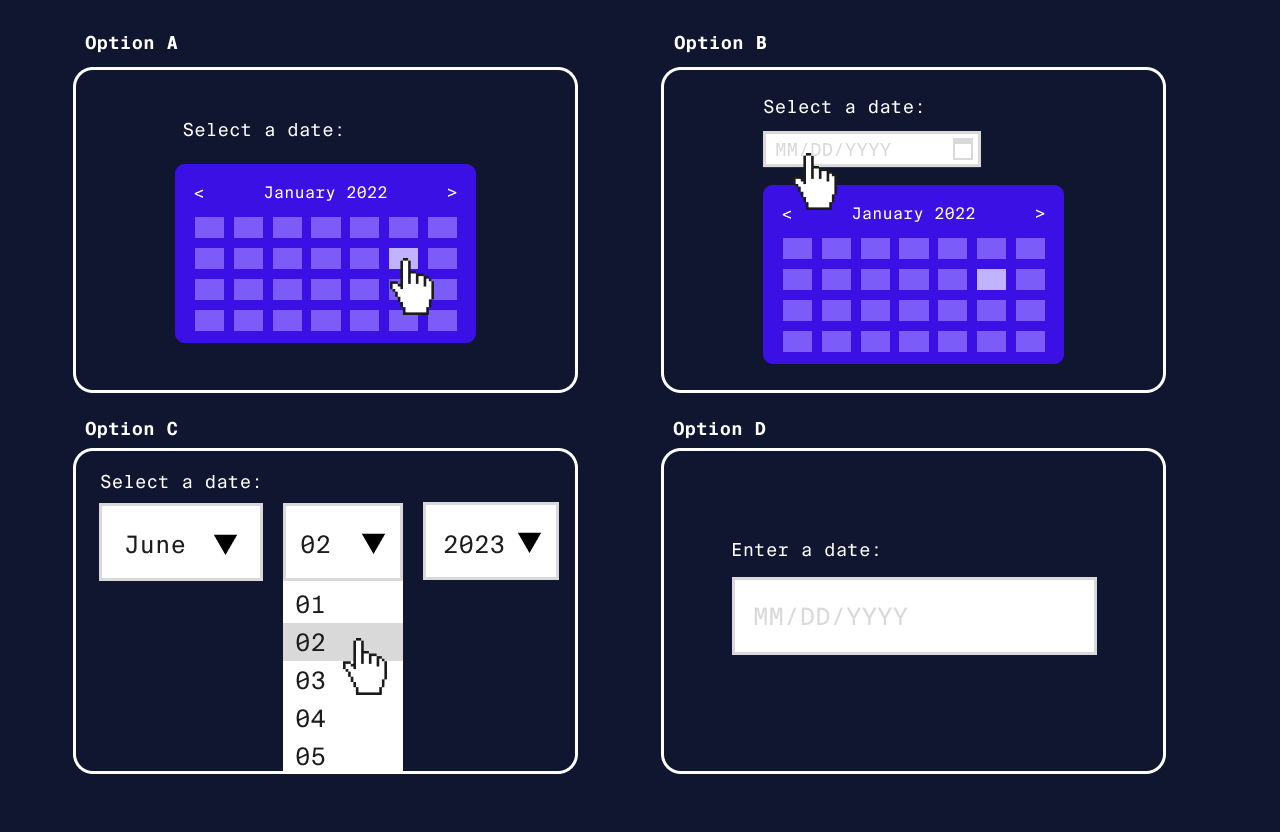 Option A
Select a date:
< January 2022 >
Option B
Select a date:
MM/DD/YYYY
< January 2022 >
Option C
Select a date:
June 02 2023
01
02
03
04
05
Option D
Enter a date:
MM/DD/YYYY